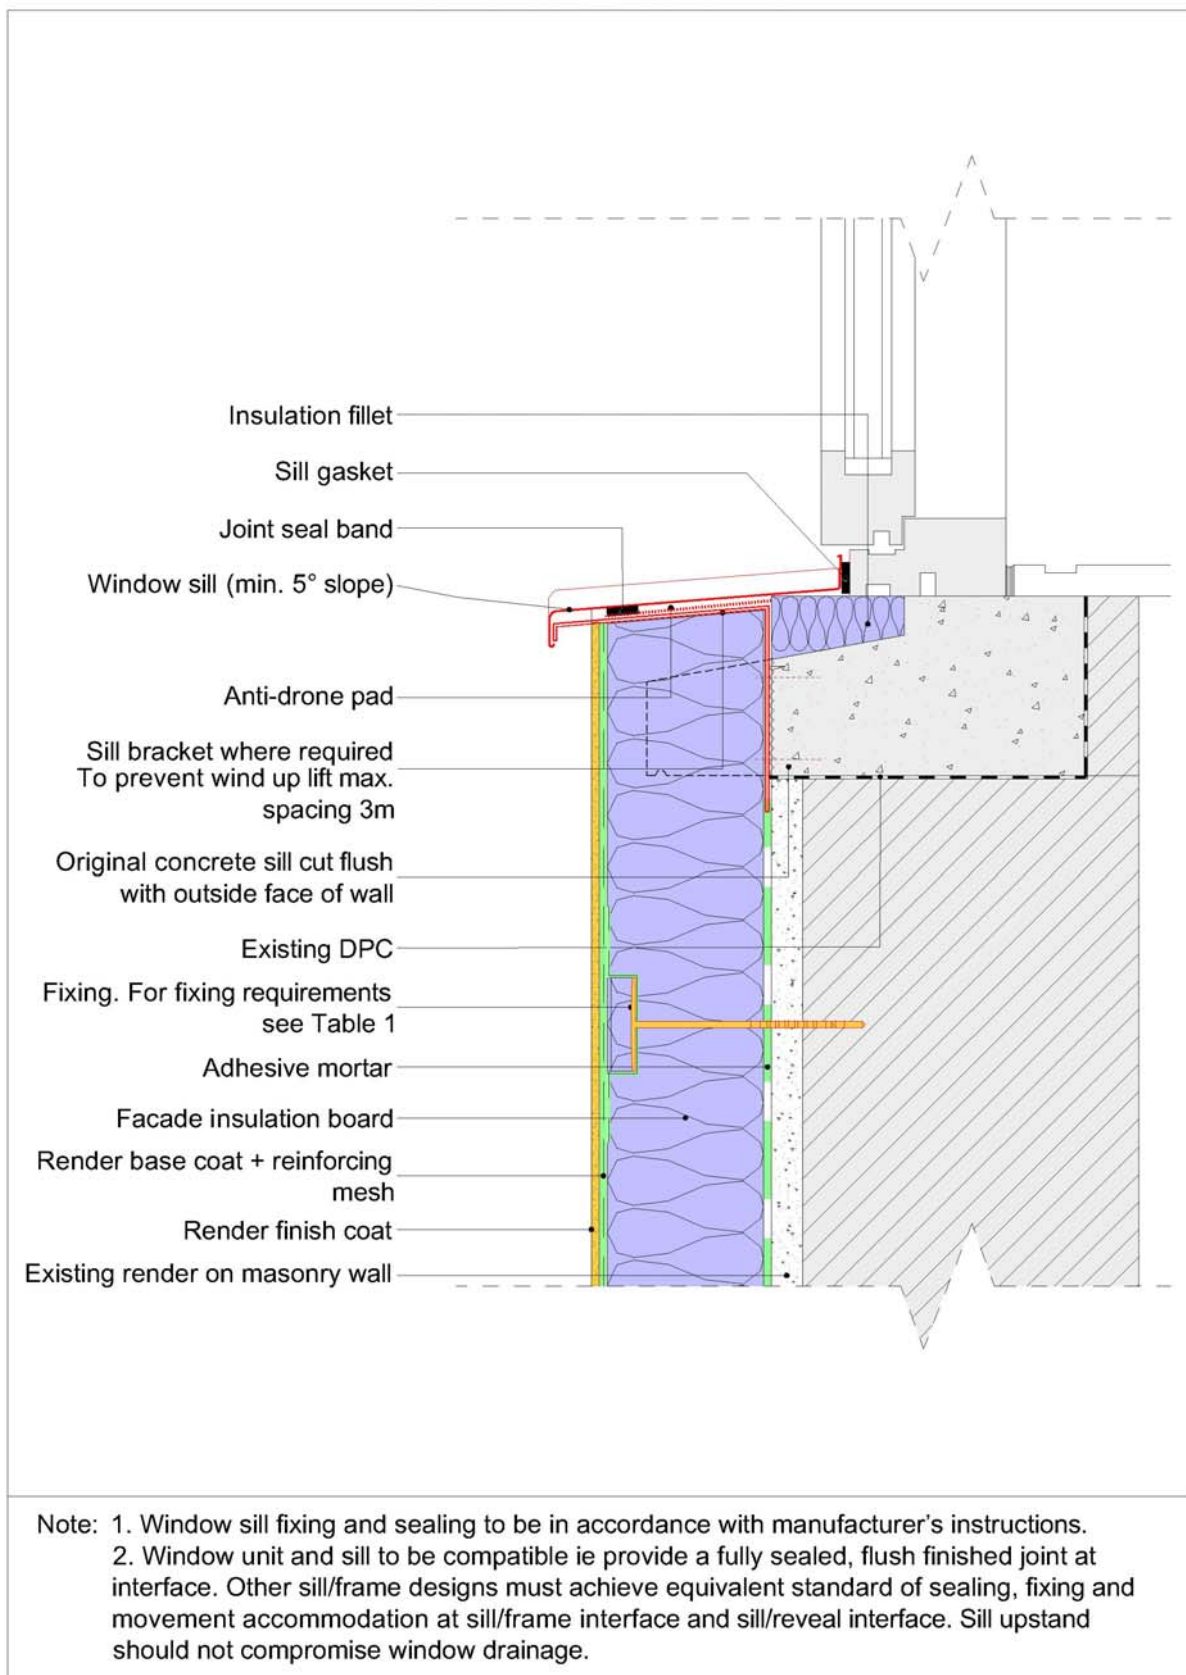 Insulation fillet
Sill gasket
Joint seal band
Window sill (min. 5° slope)
Anti-drone pad
Sill bracket where required
To prevent wind up lift max.
spacing 3m
Original concrete sill cut flush
with outside face of wall
Existing DPC
Fixing. For fixing requirements
see Table 1
Adhesive mortar
Facade insulation board
Render base coat + reinforcing
mesh
Render finish coat
Existing render on masonry wall
Note: 1. Window sill fixing and sealing to be in accordance with manufacturer's instructions.
2. Window unit and sill to be compatible ie provide a fully sealed, flush finished joint at
interface. Other sill/frame designs must achieve equivalent standard of sealing, fixing and
movement accommodation at sill/frame interface and sill/reveal interface. Sill upstand
should not compromise window drainage.